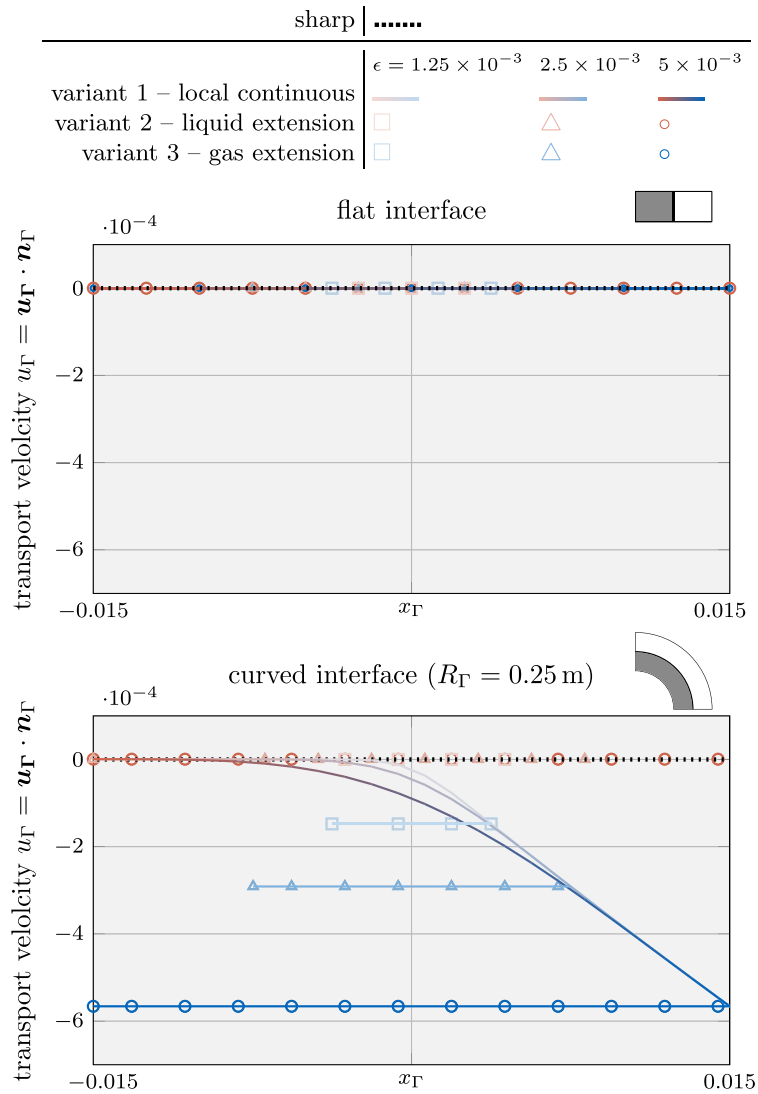 sharp
ϵ = 1.25 × 10⁻³ 2.5 × 10⁻³ 5 × 10⁻³
variant 1 – local continuous
variant 2 – liquid extension
variant 3 – gas extension
flat interface
·10⁻⁴
0
−2
−4
−6
−0.015 x_Γ 0.015
transport velolcity u_Γ = u_Γ · n_Γ
curved interface (R_Γ = 0.25 m)
·10⁻⁴
0
−2
−4
−6
−0.015 x_Γ 0.015
transport velolcity u_Γ = u_Γ · n_Γ